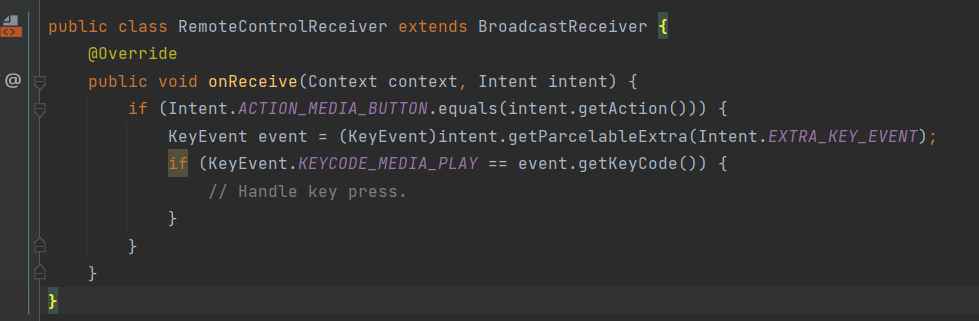 public class RemoteControlReceiver extends BroadcastReceiver {
@Override
@ public void onReceive(Context context, Intent intent) {
if (Intent.ACTION_MEDIA_BUTTON.equals(intent.getAction())) {
KeyEvent event = (KeyEvent)intent.getParcelableExtra(Intent.EXTRA_KEY_EVENT);
if (KeyEvent.KEYCODE_MEDIA_PLAY == event.getKeyCode()) {
// Handle key press.
}
}
}
}